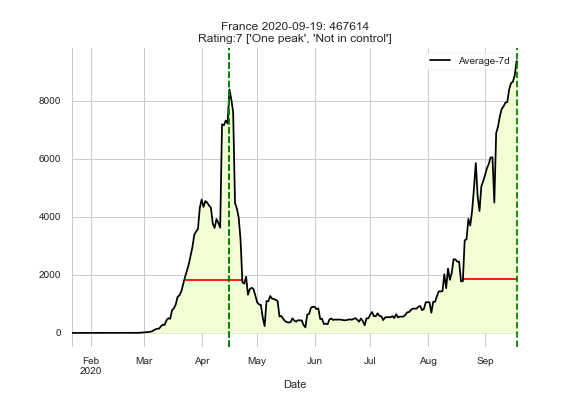 France 2020-09-19: 467614
Rating:7 ['One peak', 'Not in control']
Average-7d
8000
6000
4000
2000
0
Feb Mar Apr May Jun Jul Aug Sep
2020
Date